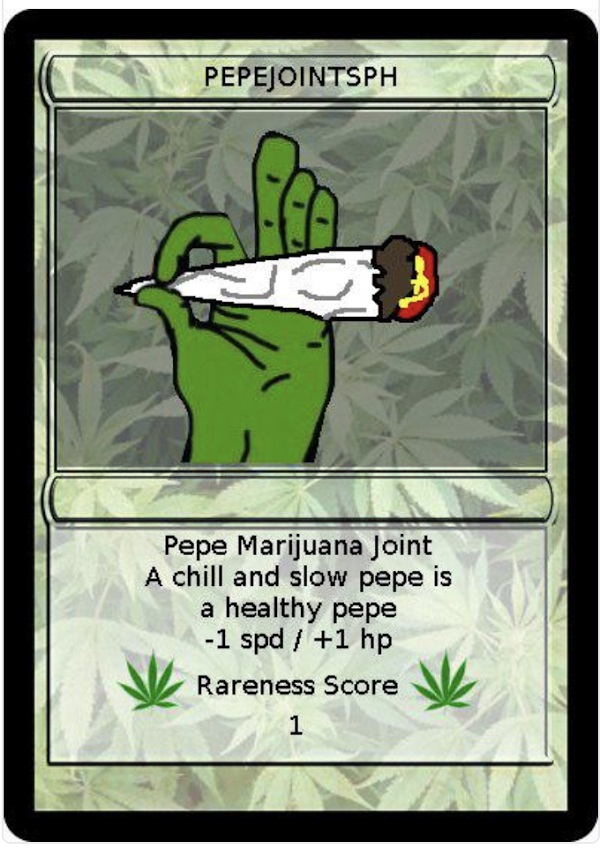 PEPEJOINTSPH
Pepe Marijuana Joint
A chill and slow pepe is
a healthy pepe
-1 spd / +1 hp
Rareness Score
1